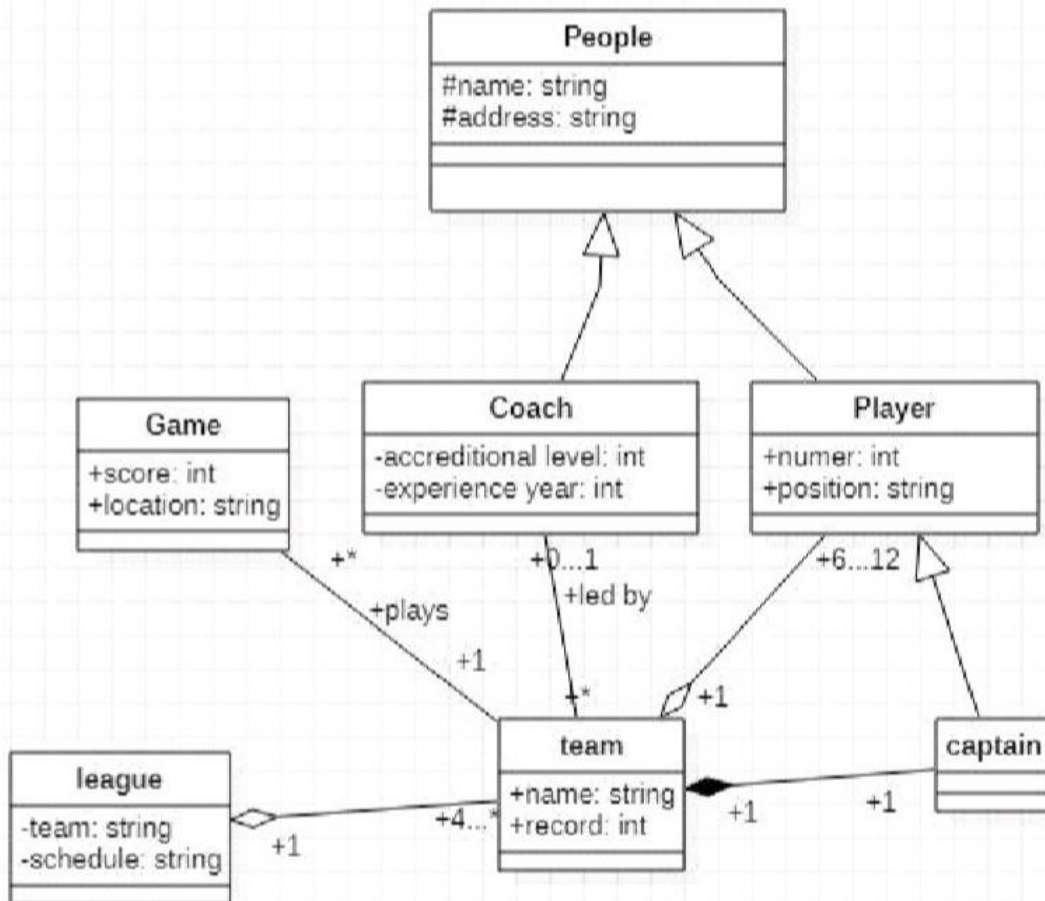 People
#name: string
#address: string
Game
+score: int
+location: string
Coach
-accreditional level: int
-experience year: int
Player
+numer: int
+position: string
+*
+0...1
+6...12
+led by
+plays
+1
+*
+1
team
+name: string
+record: int
captain
league
-team: string
-schedule: string
+1
+4...*
+1
+1